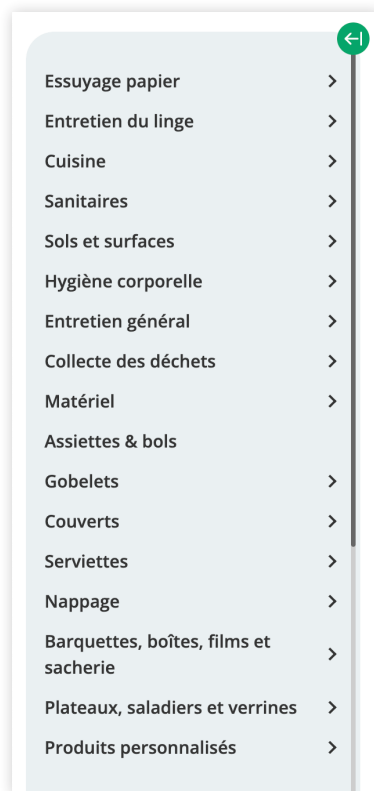 Essuyage papier
Entretien du linge
Cuisine
Sanitaires
Sols et surfaces
Hygiène corporelle
Entretien général
Collecte des déchets
Matériel
Assiettes & bols
Gobelets
Couverts
Serviettes
Nappage
Barquettes, boîtes, films et
sacherie
Plateaux, saladiers et verrines
Produits personnalisés